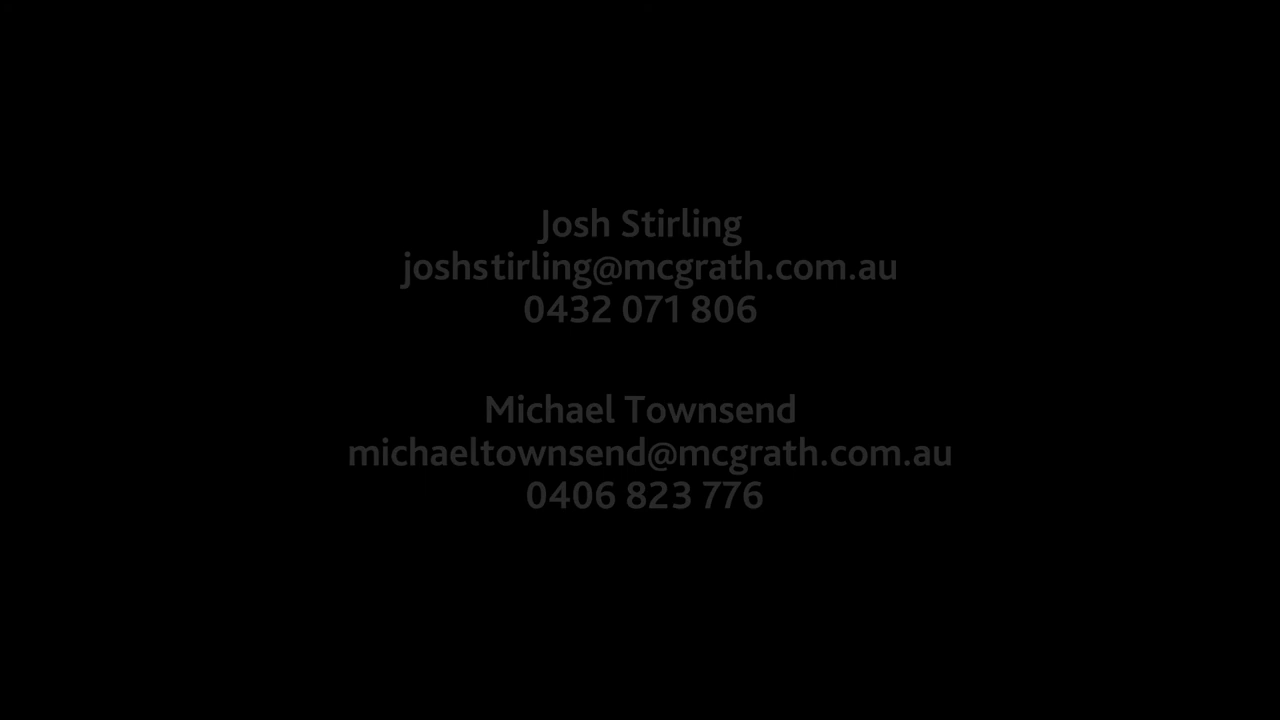 Josh Stirling
joshstirling@mcgrath.com.au
0432 071 806
Michael Townsend
michaeltownsend@mcgrath.com.au
0406 823 776